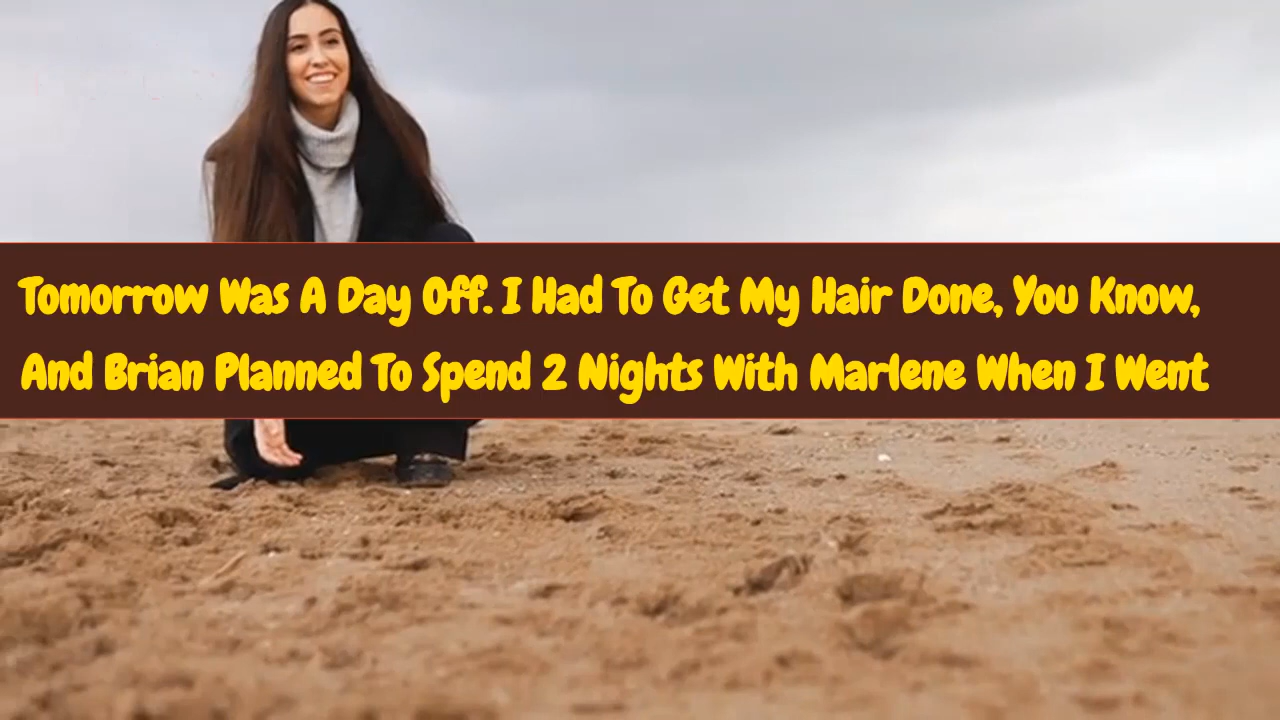 Tomorrow Was A Day Off. I Had To Get My Hair Done, You Know,
And Brian Planned To Spend 2 Nights With Marlene When I Went